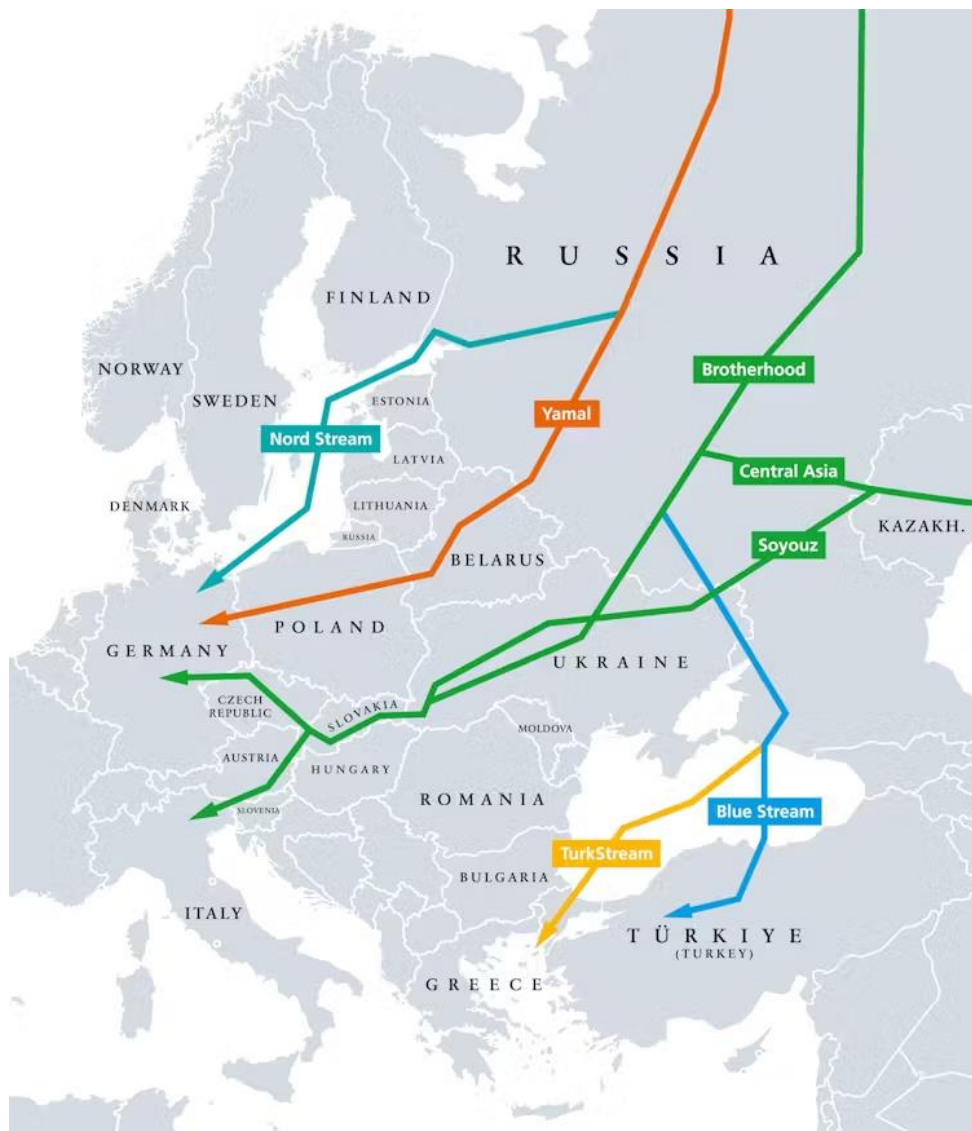 RUSSIA
FINLAND
NORWAY
Brotherhood
SWEDEN
ESTONIA
Yamal
Nord Stream
LATVIA
Central Asia
DENMARK
LITHUANIA
KAZAKH.
RUSSIA
Soyouz
BELARUS
POLAND
GERMANY
UKRAINE
CZECH
REPUBLIC
SLOVAKIA
MOLDOVA
AUSTRIA
HUNGARY
ROMANIA
SLOVENIA
Blue Stream
TurkStream
BULGARIA
ITALY
TÜRKIYE
(TURKEY)
GREECE